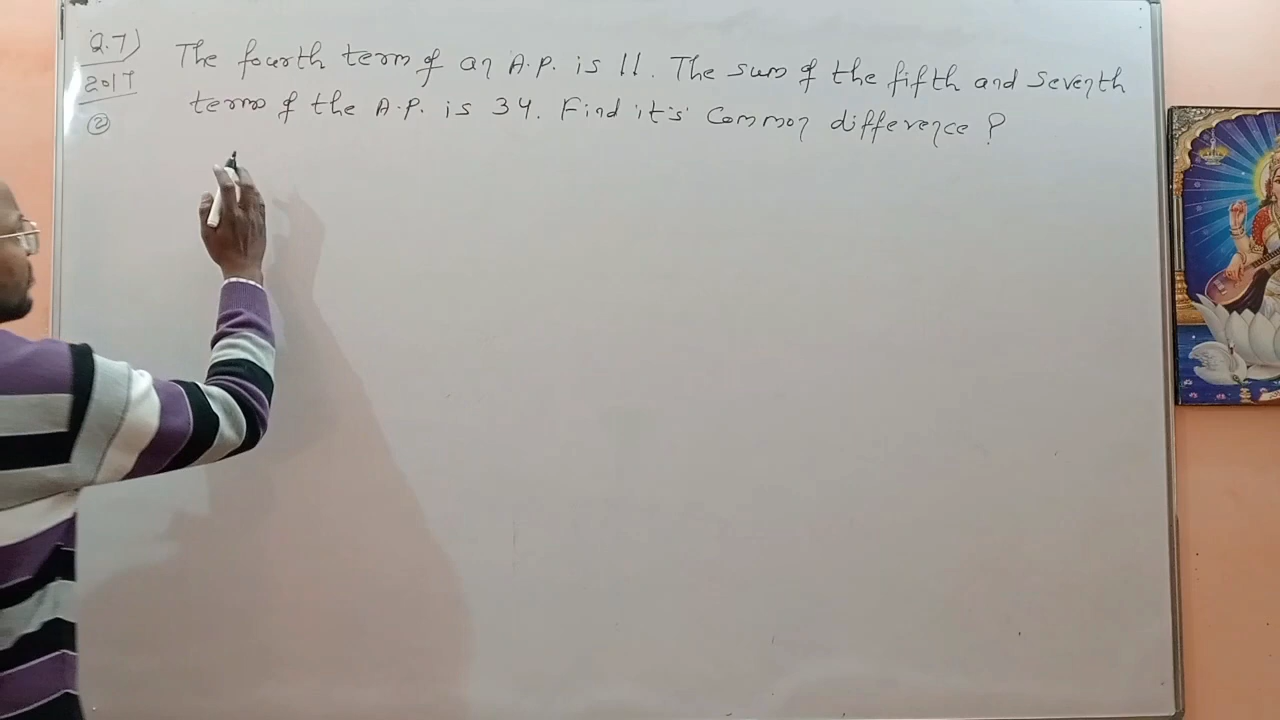 Q.7) The fourth term of an A.P. is 11. The sum of the fifth and seventh
2017 terms of the A.P. is 34. Find it's common difference ?
②